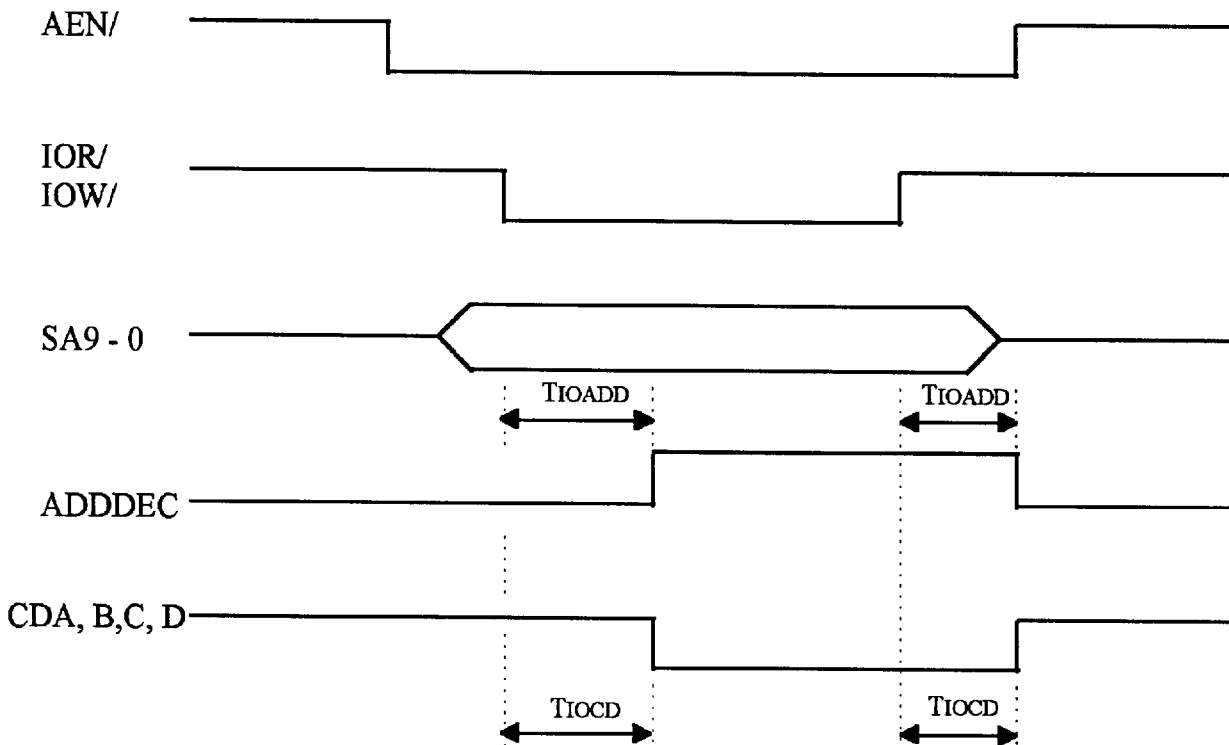 AEN/
IOR/
IOW/
SA9 - 0
TIOADD
TIOADD
ADDDEC
CDA, B,C, D
TIOCD
TIOCD